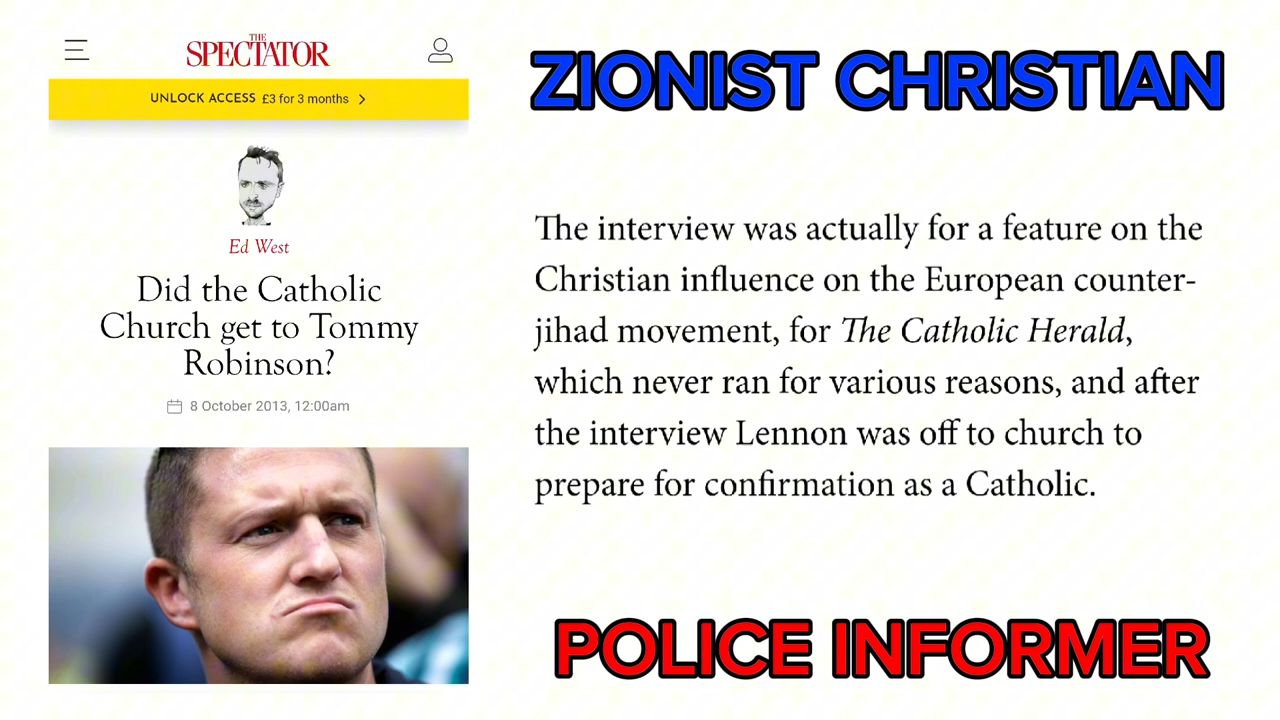 THE
SPECTATOR
UNLOCK ACCESS £3 for 3 months
Ed West
Did the Catholic
Church get to Tommy
Robinson?
8 October 2013, 12:00am
ZIONIST CHRISTIAN
The interview was actually for a feature on the
Christian influence on the European counter-
jihad movement, for The Catholic Herald,
which never ran for various reasons, and after
the interview Lennon was off to church to
prepare for confirmation as a Catholic.
POLICE INFORMER